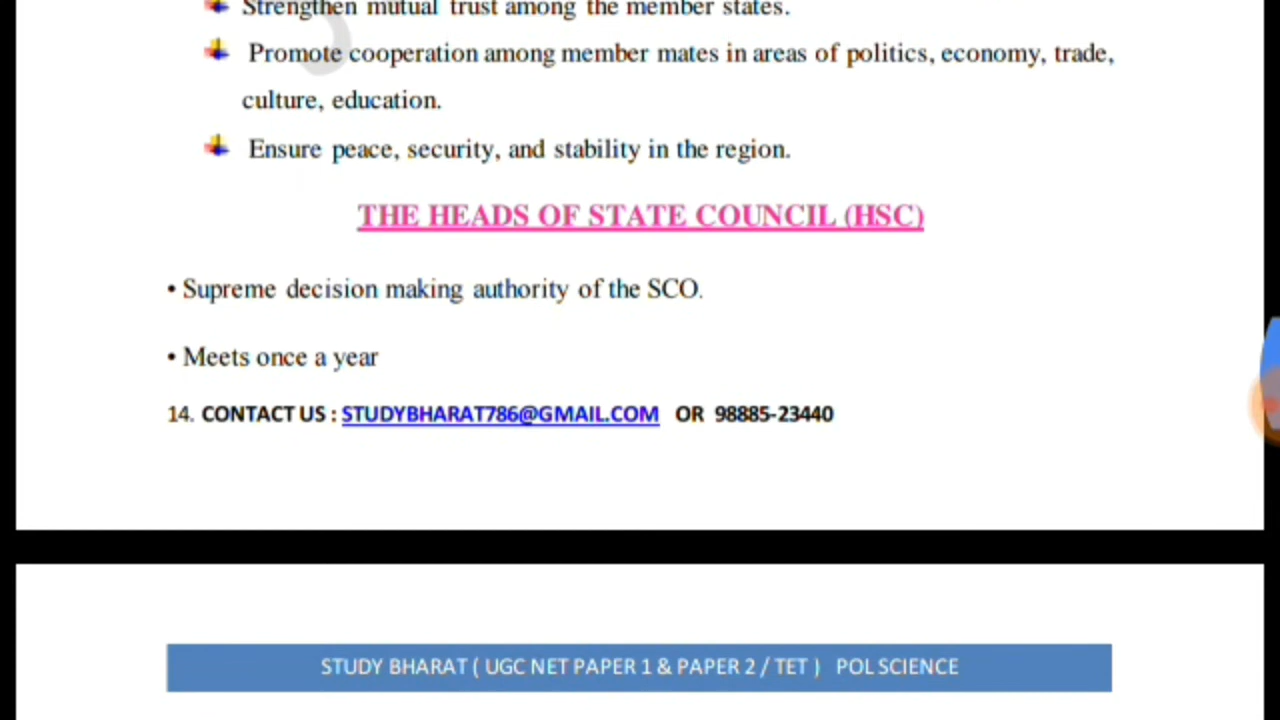 Strengthen mutual trust among the member states.
Promote cooperation among member mates in areas of politics, economy, trade,
culture, education.
Ensure peace, security, and stability in the region.
THE HEADS OF STATE COUNCIL (HSC)
• Supreme decision making authority of the SCO.
• Meets once a year
14. CONTACT US : STUDYBHARAT786@GMAIL.COM OR 98885-23440
STUDY BHARAT ( UGC NET PAPER 1 & PAPER 2 / TET ) POL SCIENCE